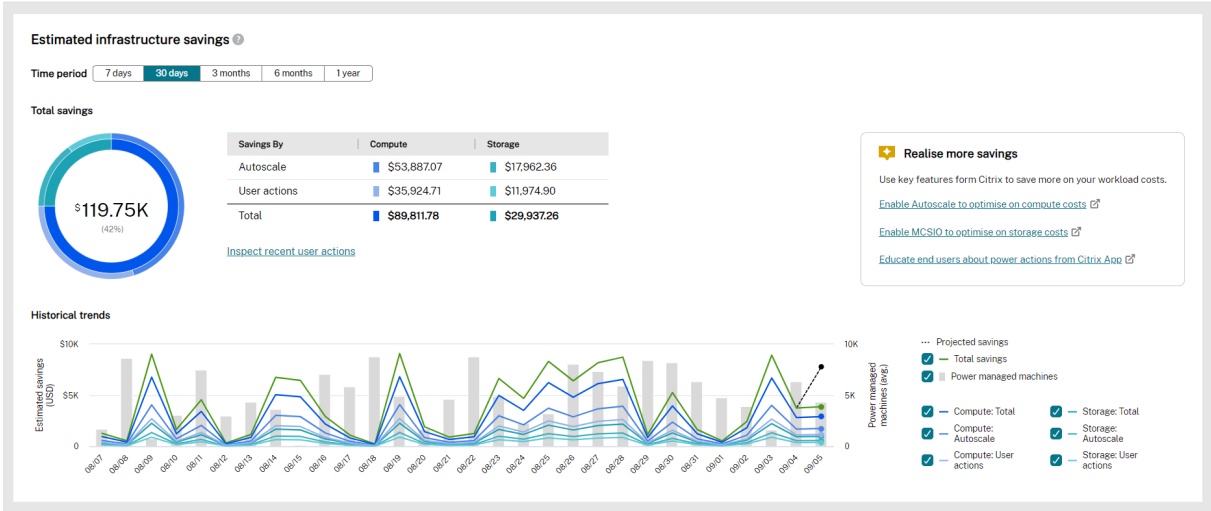 Estimated infrastructure savings ?
Time period 7 days 30 days 3 months 6 months 1 year
Total savings
$119.75K
(42%)
Savings By Compute Storage
Autoscale $53,887.07 $17,962.36
User actions $35,924.71 $11,974.90
Total $89,811.78 $29,937.26
Inspect recent user actions
Realise more savings
Use key features form Citrix to save more on your workload costs.
Enable Autoscale to optimise on compute costs
Enable MCSIO to optimise on storage costs
Educate end users about power actions from Citrix App
Historical trends
Estimated savings
(USD)
$10K
$5K
0
08/07 08/08 08/09 08/10 08/11 08/12 08/13 08/14 08/15 08/16 08/17 08/18 08/19 08/20 08/21 08/22 08/23 08/24 08/25 08/26 08/27 08/28 08/29 08/30 08/31 09/01 09/02 09/03 09/04 09/05
10K
5K
0
Power managed
machines (avg.)
Projected savings
Total savings
Power managed machines
Compute: Total
Compute:
Autoscale
Compute: User
actions
Storage: Total
Storage:
Autoscale
Storage: User
actions